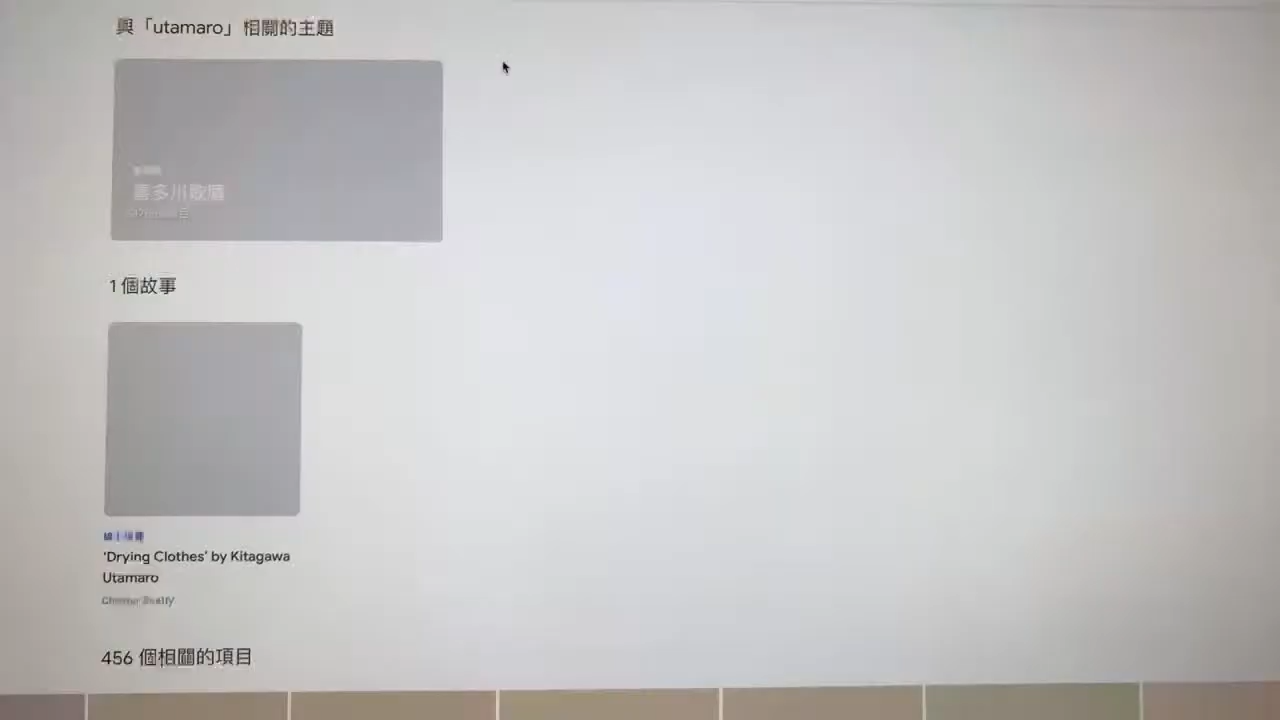 與「utamaro」相關的主題
喜多川歌麿
1 個故事
'Drying Clothes' by Kitagawa
Utamaro
456 個相關的項目